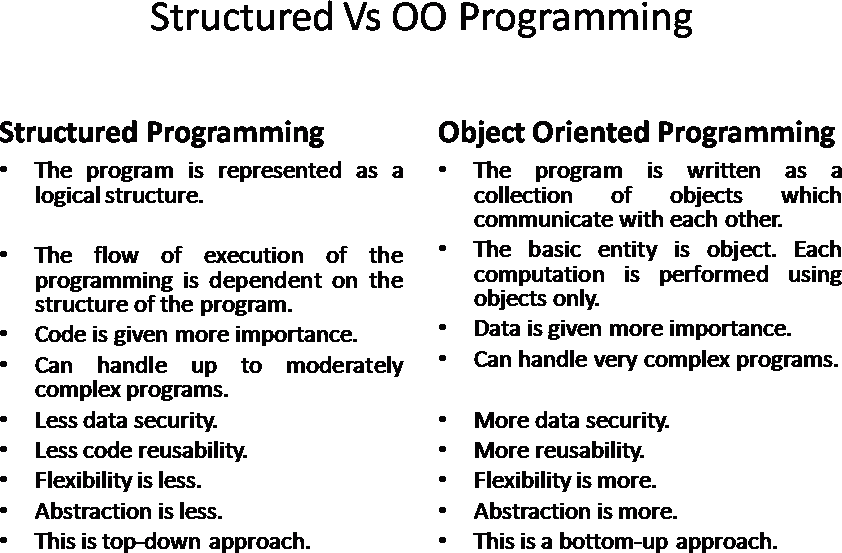 Structured Vs OO Programming
Structured Programming
• The program is represented as a
logical structure.
• The flow of execution of the
programming is dependent on the
structure of the program.
• Code is given more importance.
• Can handle up to moderately
complex programs.
• Less data security.
• Less code reusability.
• Flexibility is less.
• Abstraction is less.
• This is top-down approach.
Object Oriented Programming
• The program is written as a
collection of objects which
communicate with each other.
• The basic entity is object. Each
computation is performed using
objects only.
• Data is given more importance.
• Can handle very complex programs.
• More data security.
• More reusability.
• Flexibility is more.
• Abstraction is more.
• This is a bottom-up approach.